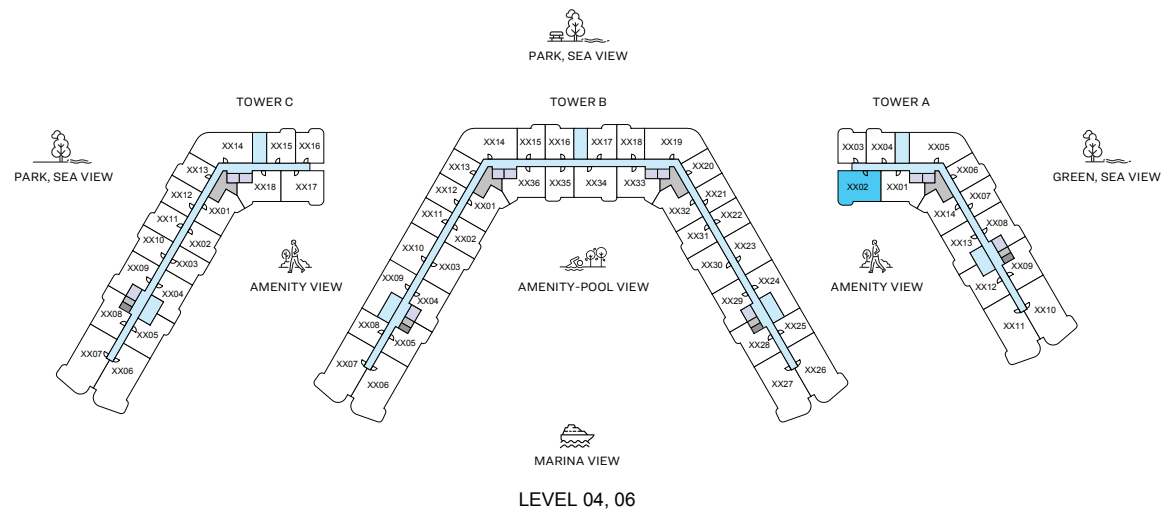 PARK, SEA VIEW
TOWER C
TOWER B
TOWER A
PARK, SEA VIEW
GREEN, SEA VIEW
XX14
XX15
XX16
XX13
XX18
XX17
XX12
XX01
XX11
XX02
XX10
XX03
XX09
XX04
XX08
XX05
XX07
XX06
XX14
XX15
XX16
XX17
XX18
XX19
XX13
XX20
XX12
XX36
XX35
XX34
XX33
XX21
XX01
XX32
XX11
XX22
XX02
XX31
XX10
XX23
XX03
XX30
XX09
XX24
XX04
XX29
XX08
XX25
XX05
XX28
XX07
XX26
XX06
XX27
XX03
XX04
XX05
XX06
XX02
XX01
XX07
XX14
XX08
XX13
XX09
XX12
XX10
XX11
AMENITY VIEW
AMENITY-POOL VIEW
AMENITY VIEW
MARINA VIEW
LEVEL 04, 06